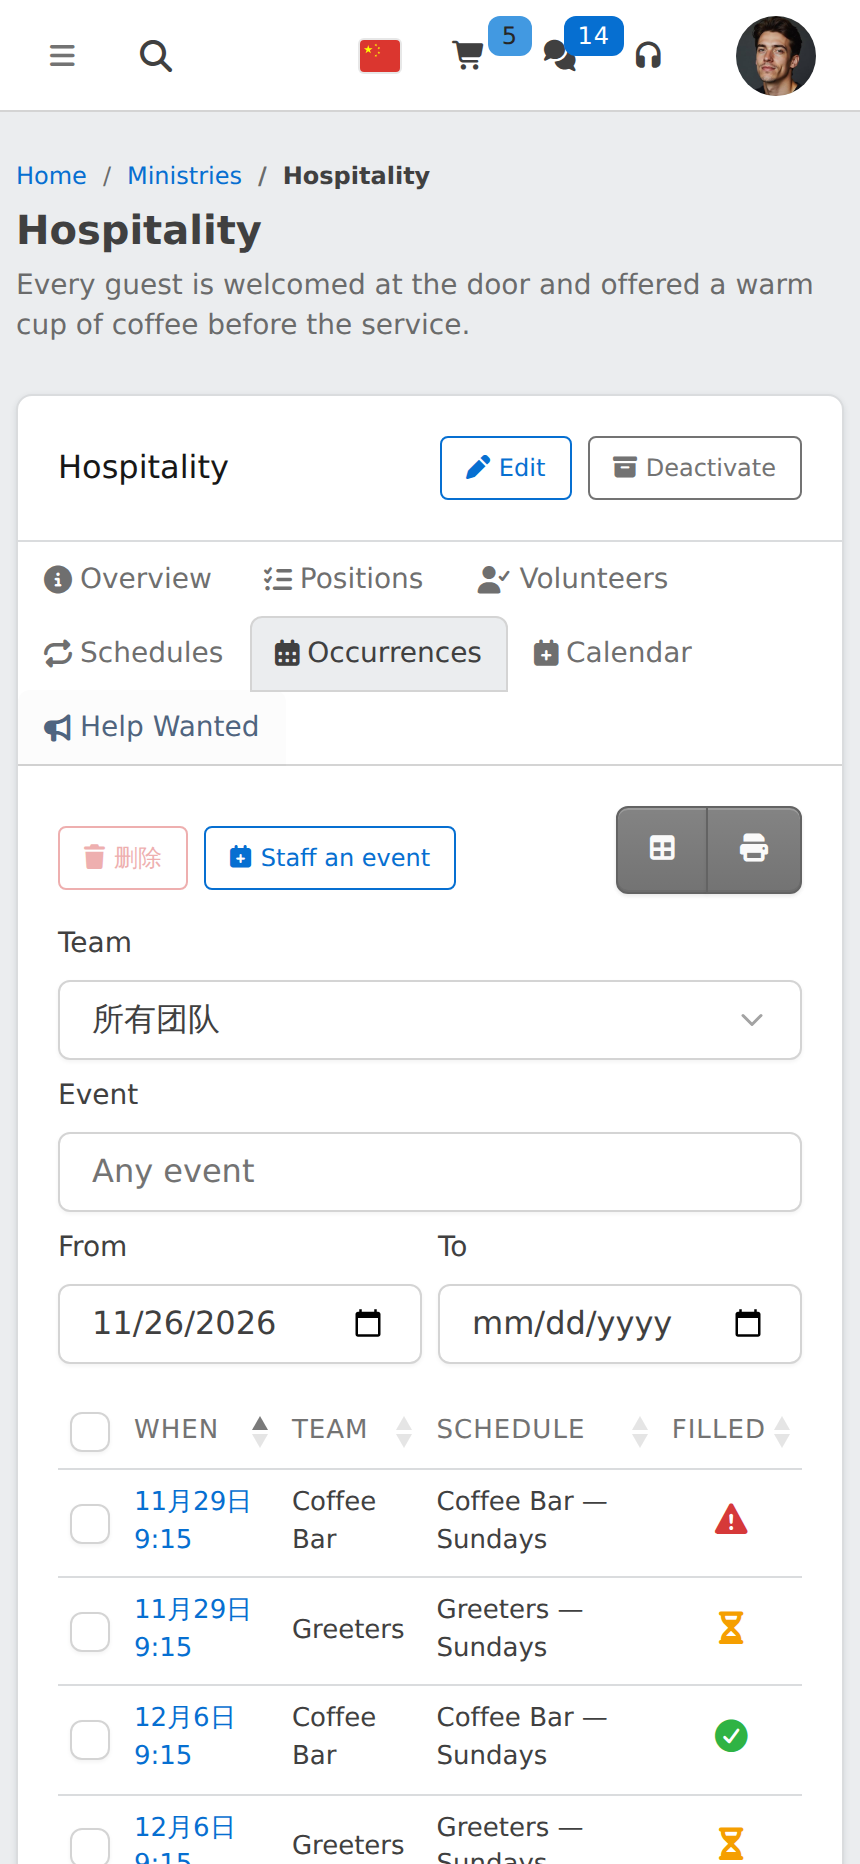 5
14
Home / Ministries / Hospitality
Hospitality
Every guest is welcomed at the door and offered a warm
cup of coffee before the service.
Hospitality
Edit
Deactivate
Overview
Positions
Volunteers
Schedules
Occurrences
Calendar
Help Wanted
删除
Staff an event
Team
所有团队
Event
Any event
From
To
11/26/2026
mm/dd/yyyy
WHEN
TEAM
SCHEDULE
FILLED
11月29日
9:15
Coffee
Bar
Coffee Bar —
Sundays
11月29日
9:15
Greeters
Greeters —
Sundays
12月6日
9:15
Coffee
Bar
Coffee Bar —
Sundays
12月6日
9:15
Greeters
Greeters —
Sundays